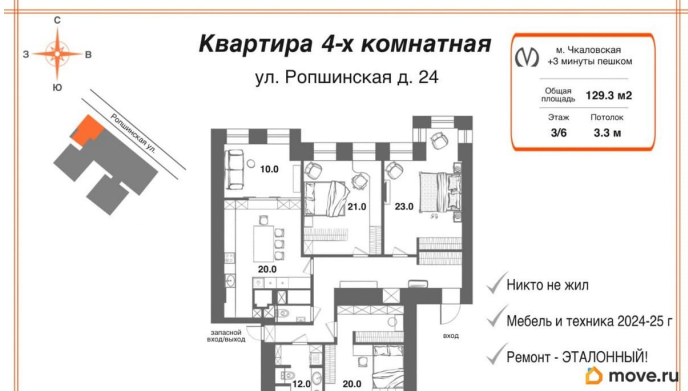 Квартира 4-х комнатная
ул. Ропшинская д. 24
С
З
В
Ю
Ропшинская ул.
м. Чкаловская
+3 минуты пешком
Общая площадь 129.3 м2
Этаж Потолок
3/6 3.3 м
10.0
21.0
23.0
20.0
запасной
вход/выход
вход
12.0
20.0
Никто не жил
Мебель и техника 2024-25 г
Ремонт - ЭТАЛОННЫЙ!
move.ru